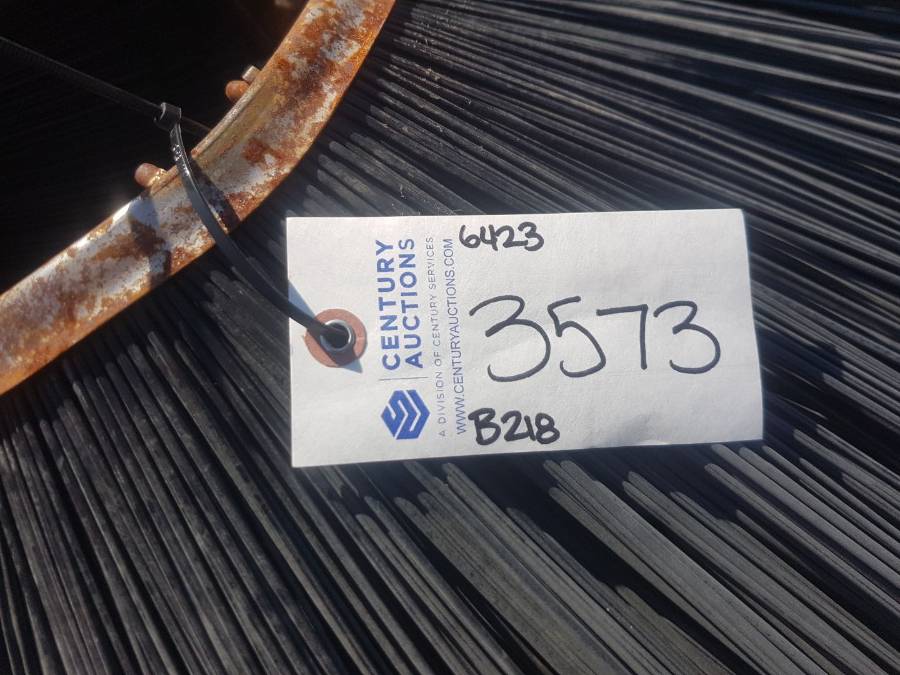 CENTURY
AUCTIONS
A DIVISION OF CENTURY SERVICES
WWW.CENTURYAUCTIONS.COM
6423
3573
B218